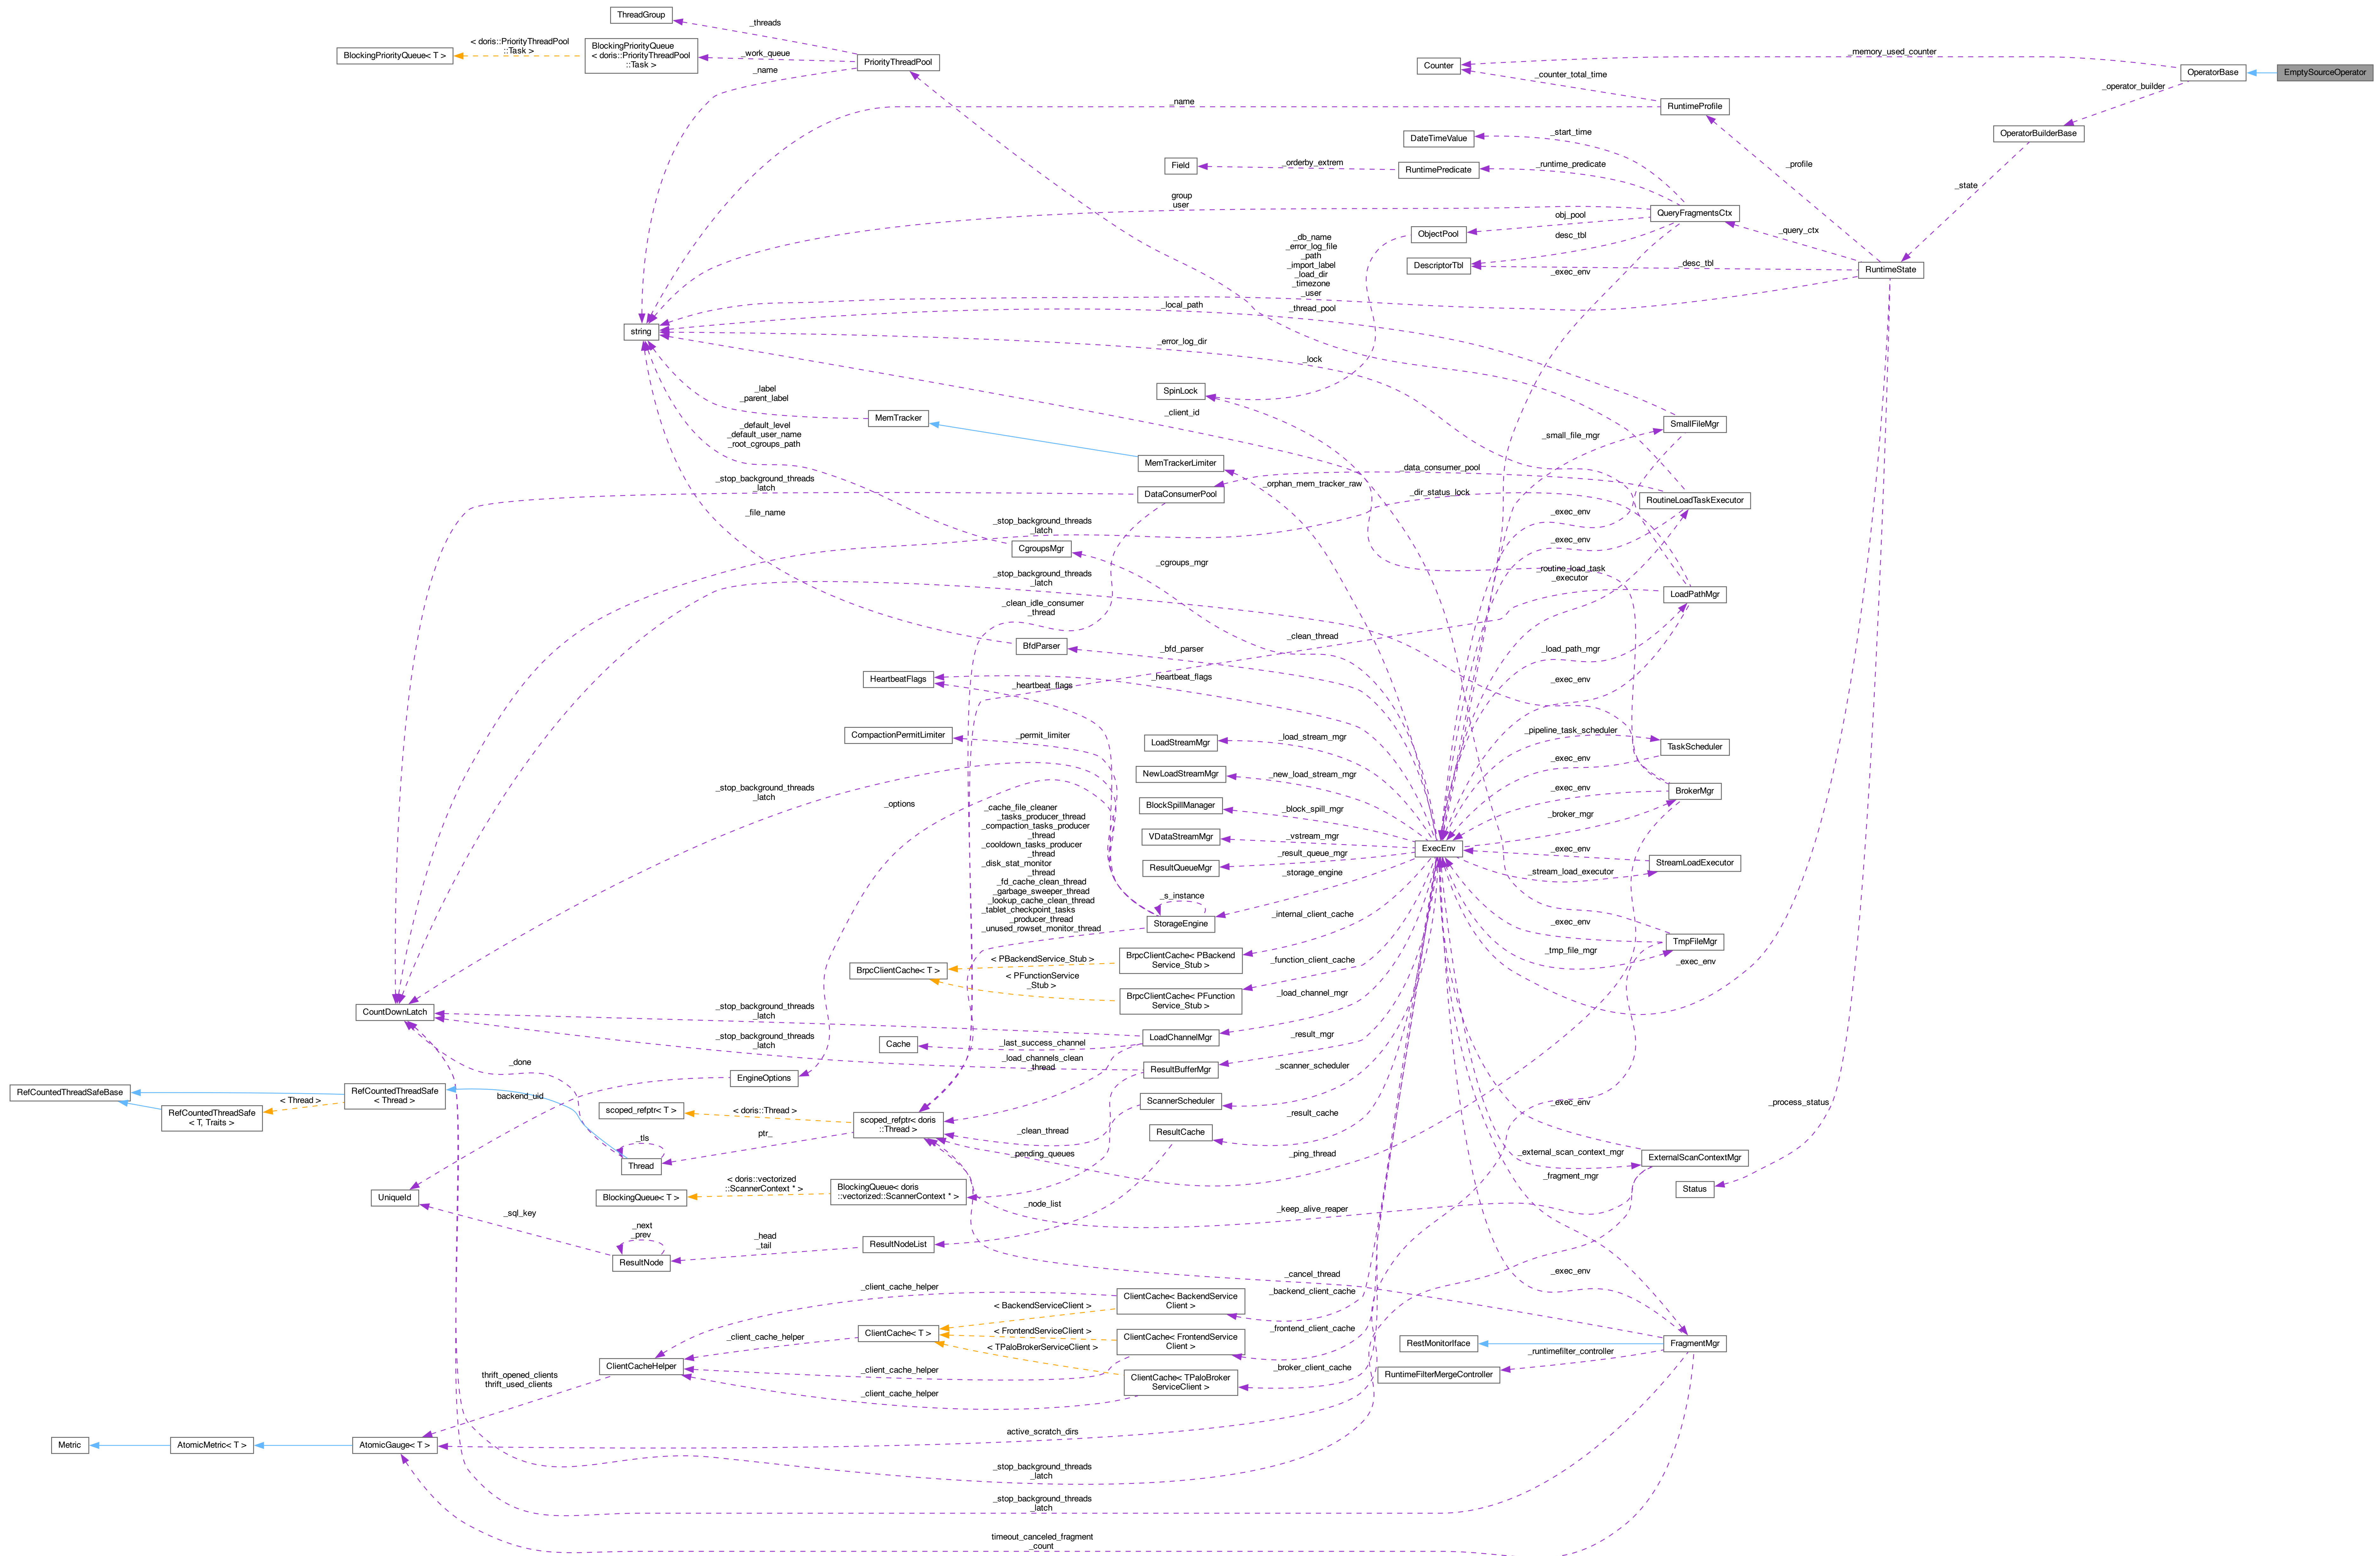 ThreadGroup
_threads
< doris::PriorityThreadPool
::Task >
BlockingPriorityQueue< T >
BlockingPriorityQueue
< doris::PriorityThreadPool
::Task >
_work_queue
PriorityThreadPool
_name
_memory_used_counter
Counter
_counter_total_time
OperatorBase
EmptySourceOperator
_operator_builder
_name
RuntimeProfile
OperatorBuilderBase
DateTimeValue
_start_time
Field
_orderby_extrem
RuntimePredicate
_runtime_predicate
_profile
_state
group
user
QueryFragmentsCtx
obj_pool
ObjectPool
desc_tbl
_query_ctx
_db_name
_error_log_file
_path
_import_label
_load_dir
_timezone
_user
DescriptorTbl
_exec_env
_desc_tbl
RuntimeState
_local_path
_thread_pool
string
_error_log_dir
_lock
SpinLock
_label
_parent_label
MemTracker
_client_id
SmallFileMgr
_small_file_mgr
_default_level
_default_user_name
_root_cgroups_path
MemTrackerLimiter
_data_consumer_pool
_orphan_mem_tracker_raw
DataConsumerPool
_dir_status_lock
RoutineLoadTaskExecutor
_stop_background_threads
_latch
_file_name
_stop_background_threads
_latch
_exec_env
_exec_env
CgroupsMgr
_cgroups_mgr
_stop_background_threads
_latch
_routine_load_task
_executor
LoadPathMgr
_clean_idle_consumer
_thread
_clean_thread
BfdParser
_bfd_parser
_load_path_mgr
HeartbeatFlags
_heartbeat_flags
_heartbeat_flags
_exec_env
CompactionPermitLimiter
_permit_limiter
LoadStreamMgr
_load_stream_mgr
_pipeline_task_scheduler
TaskScheduler
_exec_env
NewLoadStreamMgr
_new_load_stream_mgr
_stop_background_threads
_latch
_options
BlockSpillManager
_block_spill_mgr
_exec_env
BrokerMgr
_broker_mgr
_cache_file_cleaner
_tasks_producer_thread
_compaction_tasks_producer
_thread
_cooldown_tasks_producer
_thread
_disk_stat_monitor
_thread
_fd_cache_clean_thread
_garbage_sweeper_thread
_lookup_cache_clean_thread
_tablet_checkpoint_tasks
_producer_thread
_unused_rowset_monitor_thread
VDataStreamMgr
_vstream_mgr
ExecEnv
_exec_env
ResultQueueMgr
_result_queue_mgr
StreamLoadExecutor
_stream_load_executor
_storage_engine
_s_instance
StorageEngine
_internal_client_cache
_exec_env
TmpFileMgr
_tmp_file_mgr
_exec_env
BrpcClientCache< T >
< PBackendService_Stub >
BrpcClientCache< PBackend
Service_Stub >
< PFunctionService
_Stub >
_function_client_cache
BrpcClientCache< PFunction
Service_Stub >
_load_channel_mgr
CountDownLatch
_stop_background_threads
_latch
_stop_background_threads
_latch
LoadChannelMgr
_result_mgr
Cache
_last_success_channel
_load_channels_clean
_thread
ResultBufferMgr
_scanner_scheduler
_done
EngineOptions
backend_uid
RefCountedThreadSafeBase
RefCountedThreadSafe
< Thread >
< Thread >
RefCountedThreadSafe
< T, Traits >
scoped_refptr< T >
< doris::Thread >
scoped_refptr< doris
::Thread >
ScannerScheduler
_exec_env
_process_status
_result_cache
_clean_thread
ResultCache
ptr_
_tls
Thread
_pending_queues
_ping_thread
_external_scan_context_mgr
ExternalScanContextMgr
_fragment_mgr
Status
UniqueId
BlockingQueue< T >
< doris::vectorized
::ScannerContext * >
BlockingQueue< doris
::vectorized::ScannerContext * >
_node_list
_keep_alive_reaper
_sql_key
_next
_prev
ResultNode
_head
_tail
ResultNodeList
_cancel_thread
_exec_env
_client_cache_helper
ClientCache< BackendService
Client >
_backend_client_cache
< BackendServiceClient >
_client_cache_helper
ClientCache< T >
< FrontendServiceClient >
ClientCache< FrontendService
Client >
_frontend_client_cache
< TPaloBrokerServiceClient >
RestMonitorIface
_runtimefilter_controller
FragmentMgr
ClientCacheHelper
_client_cache_helper
ClientCache< TPaloBroker
ServiceClient >
_broker_client_cache
RuntimeFilterMergeController
thrift_opened_clients
thrift_used_clients
_client_cache_helper
Metric
AtomicMetric< T >
AtomicGauge< T >
active_scratch_dirs
_stop_background_threads
_latch
_stop_background_threads
_latch
timeout_canceled_fragment
_count